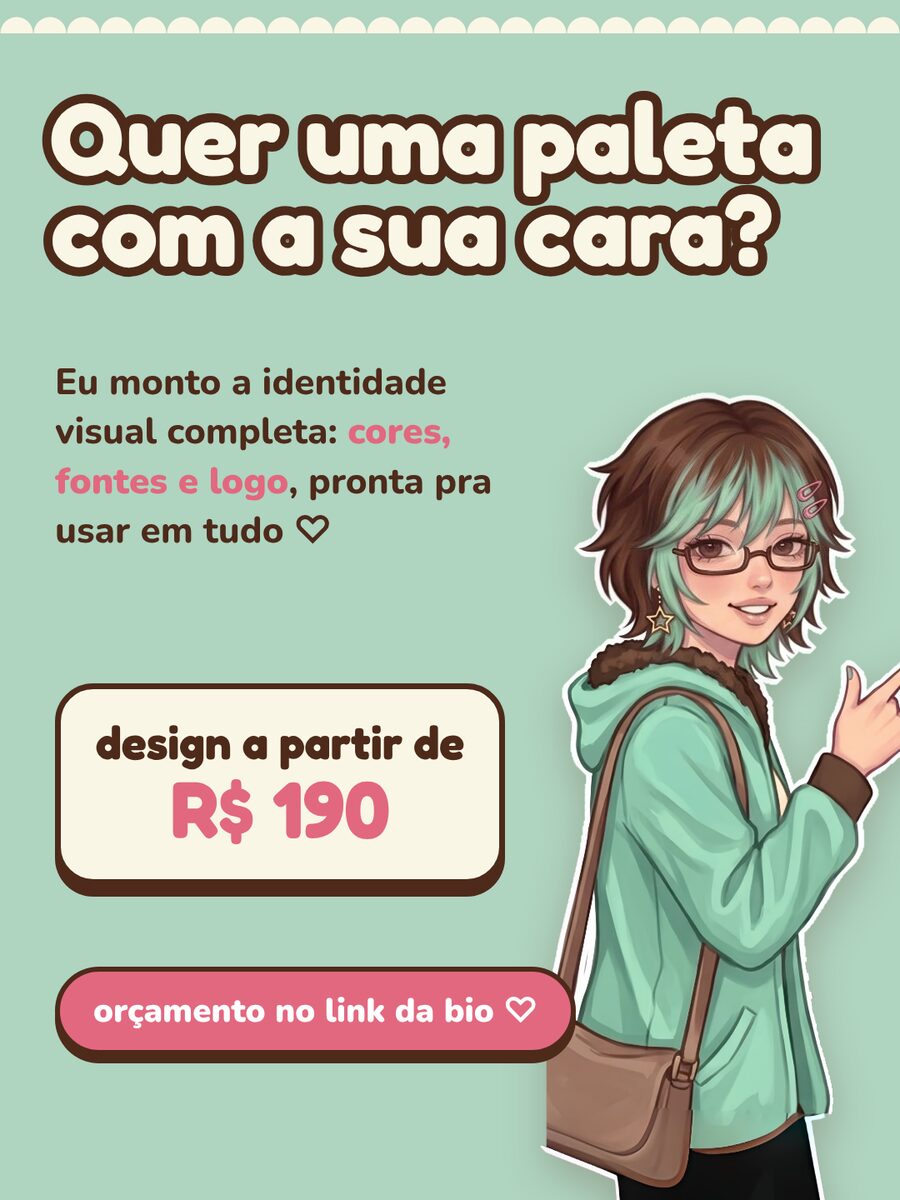 Quer uma paleta
com a sua cara?
Eu monto a identidade
visual completa: cores,
fontes e logo, pronta pra
usar em tudo ♡
design a partir de
R$ 190
orçamento no link da bio ♡